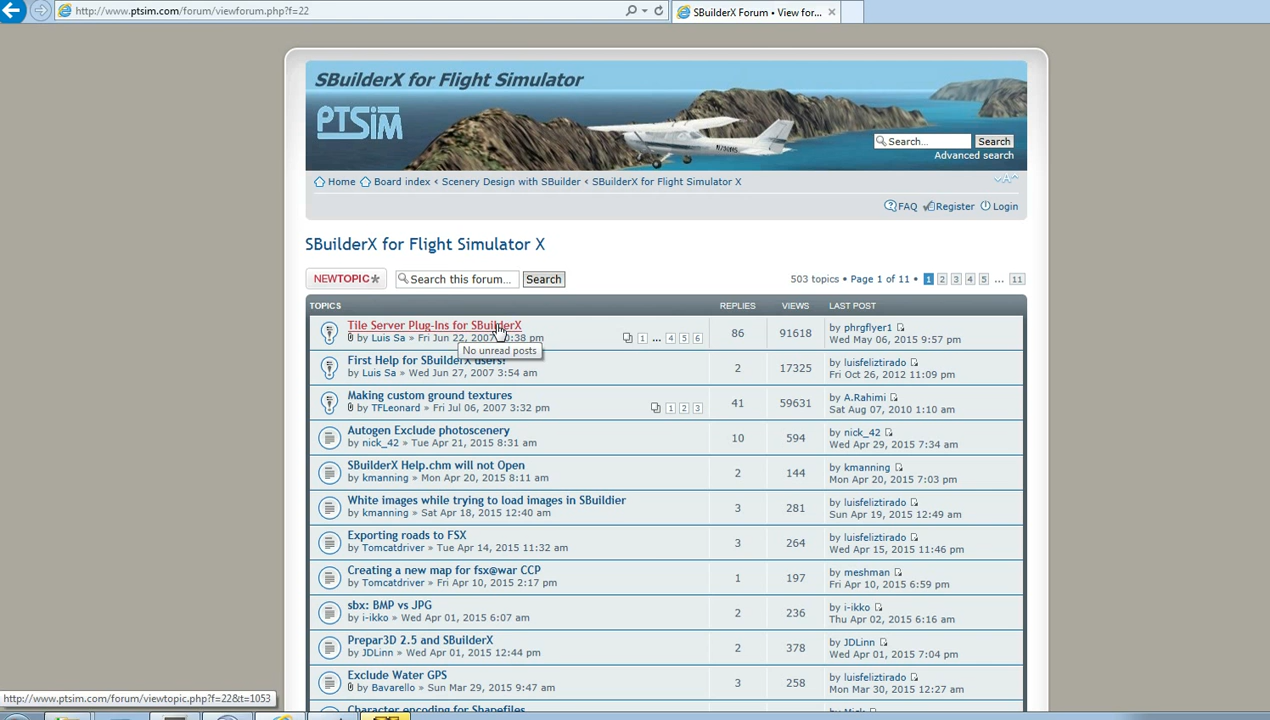 http://www.ptsim.com/forum/viewforum.php?f=22
SBuilderX Forum • View for...
SBuilderX for Flight Simulator
PTSiM
N790MS
Search...
Search
Advanced search
Home Board index ‹ Scenery Design with SBuilder ‹ SBuilderX for Flight Simulator X
FAQ Register Login
SBuilderX for Flight Simulator X
NEWTOPIC*
Search this forum...
Search
503 topics • Page 1 of 11 • 1 2 3 4 5 ... 11
TOPICS REPLIES VIEWS LAST POST
Tile Server Plug-Ins for SBuilderX
by Luis Sa » Fri Jun 22, 2007 :38 pm
1 ... 4 5 6
86 91618
by phrgflyer1
Wed May 06, 2015 9:57 pm
No unread posts
First Help for SBuilderX users!
by Luis Sa » Wed Jun 27, 2007 3:54 am
2 17325
by luisfeliztirado
Fri Oct 26, 2012 11:09 pm
Making custom ground textures
by TFLeonard » Fri Jul 06, 2007 3:32 pm
1 2 3
41 59631
by A.Rahimi
Sat Aug 07, 2010 1:10 am
Autogen Exclude photoscenery
by nick_42 » Tue Apr 21, 2015 8:31 am
10 594
by nick_42
Wed Apr 29, 2015 7:34 am
SBuilderX Help.chm will not Open
by kmanning » Mon Apr 20, 2015 8:11 am
2 144
by kmanning
Mon Apr 20, 2015 7:03 pm
White images while trying to load images in SBuildier
by kmanning » Sat Apr 18, 2015 12:40 am
3 281
by luisfeliztirado
Sun Apr 19, 2015 12:49 am
Exporting roads to FSX
by Tomcatdriver » Tue Apr 14, 2015 11:32 am
3 264
by luisfeliztirado
Wed Apr 15, 2015 11:46 pm
Creating a new map for fsx@war CCP
by Tomcatdriver » Fri Apr 10, 2015 2:17 pm
1 197
by meshman
Fri Apr 10, 2015 6:59 pm
sbx: BMP vs JPG
by i-ikko » Wed Apr 01, 2015 6:07 am
2 236
by i-ikko
Thu Apr 02, 2015 6:16 am
Prepar3D 2.5 and SBuilderX
by JDLinn » Wed Apr 01, 2015 12:44 pm
2 378
by JDLinn
Wed Apr 01, 2015 7:04 pm
Exclude Water GPS
by Bavarello » Sun Mar 29, 2015 9:47 am
3 258
by luisfeliztirado
Mon Mar 30, 2015 12:27 am
Character encoding for Shapefiles
http://www.ptsim.com/forum/viewtopic.php?f=22&t=1053